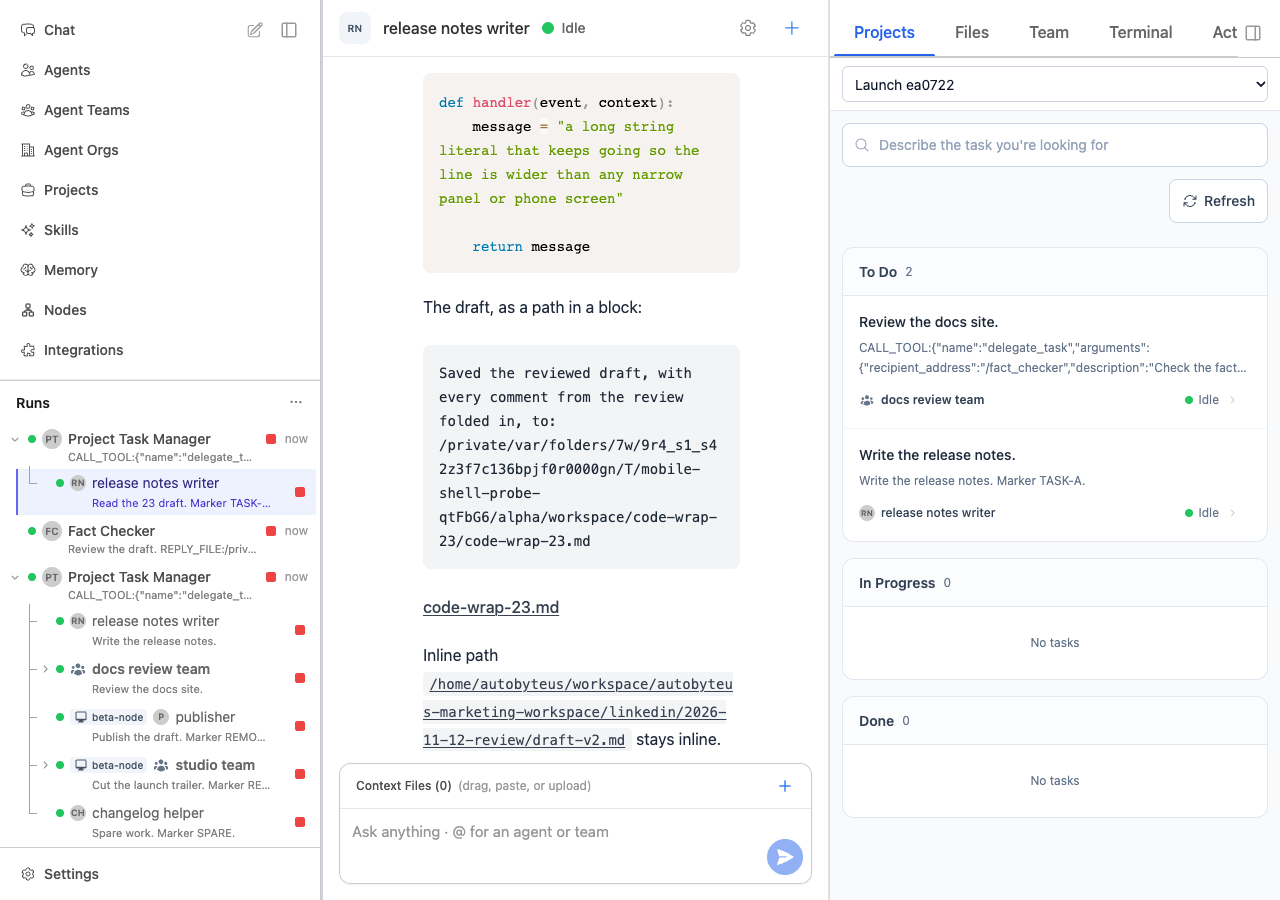 Chat
Agents
Agent Teams
Agent Orgs
Projects
Skills
Memory
Nodes
Integrations
Runs
PT Project Task Manager now
CALL_TOOL:{"name":"delegate_t...
RN release notes writer
Read the 23 draft. Marker TASK-...
FC Fact Checker now
Review the draft. REPLY_FILE:/priv...
PT Project Task Manager now
CALL_TOOL:{"name":"delegate_t...
RN release notes writer
Write the release notes.
docs review team
Review the docs site.
beta-node P publisher
Publish the draft. Marker REMO...
beta-node studio team
Cut the launch trailer. Marker RE...
CH changelog helper
Spare work. Marker SPARE.
Settings
RN release notes writer Idle
def handler(event, context):
message = "a long string
literal that keeps going so the
line is wider than any narrow
panel or phone screen"
return message
The draft, as a path in a block:
Saved the reviewed draft, with
every comment from the review
folded in, to:
/private/var/folders/7w/9r4_s1_s4
2z3f7c136bpjf0r0000gn/T/mobile-
shell-probe-
qtFbG6/alpha/workspace/code-wrap-
23/code-wrap-23.md
code-wrap-23.md
Inline path
/home/autobyteus/workspace/autobyteu
s-marketing-workspace/linkedin/2026-
11-12-review/draft-v2.md stays inline.
Context Files (0) (drag, paste, or upload)
Ask anything · @ for an agent or team
Projects Files Team Terminal Act
Launch ea0722
Describe the task you're looking for
Refresh
To Do 2
Review the docs site.
CALL_TOOL:{"name":"delegate_task","arguments":
{"recipient_address":"/fact_checker","description":"Check the fact...
docs review team Idle
Write the release notes.
Write the release notes. Marker TASK-A.
RN release notes writer Idle
In Progress 0
No tasks
Done 0
No tasks